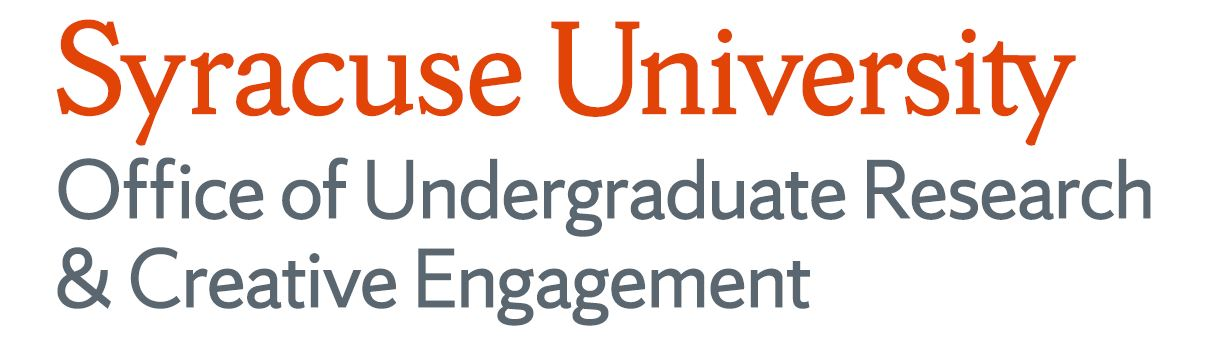 Syracuse University
Office of Undergraduate Research
& Creative Engagement